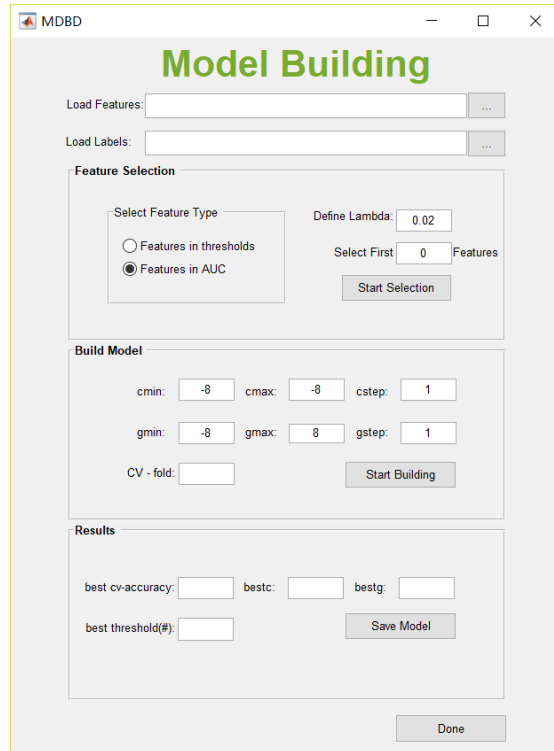 MDBD
Model Building
Load Features: ...
Load Labels: ...
Feature Selection
Select Feature Type
Features in thresholds
Features in AUC
Define Lambda: 0.02
Select First 0 Features
Start Selection
Build Model
cmin: -8 cmax: -8 cstep: 1
gmin: -8 gmax: 8 gstep: 1
CV - fold: Start Building
Results
best cv-accuracy: bestc: bestg:
best threshold(#): Save Model
Done